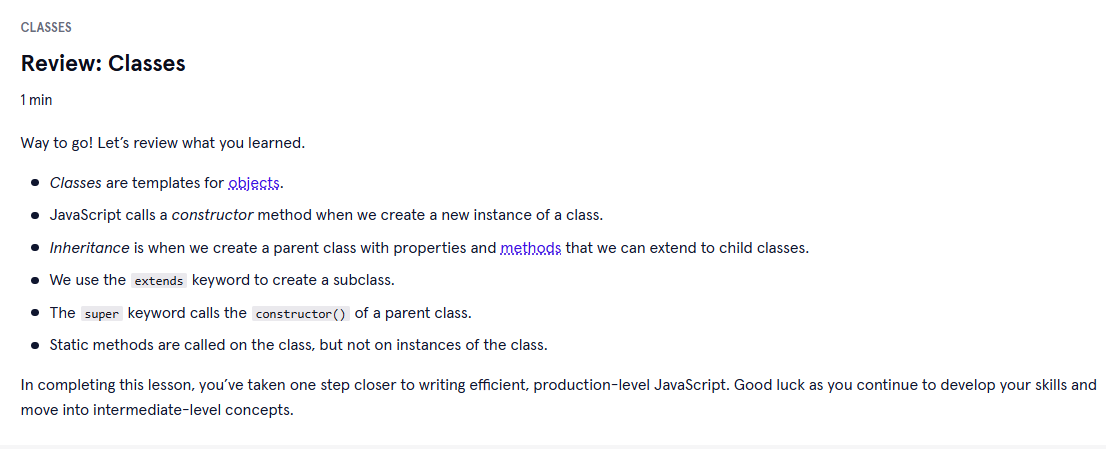 CLASSES
Review: Classes
1 min
Way to go! Let’s review what you learned.
Classes are templates for objects.
JavaScript calls a constructor method when we create a new instance of a class.
Inheritance is when we create a parent class with properties and methods that we can extend to child classes.
We use the extends keyword to create a subclass.
The super keyword calls the constructor() of a parent class.
Static methods are called on the class, but not on instances of the class.
In completing this lesson, you’ve taken one step closer to writing efficient, production-level JavaScript. Good luck as you continue to develop your skills and
move into intermediate-level concepts.